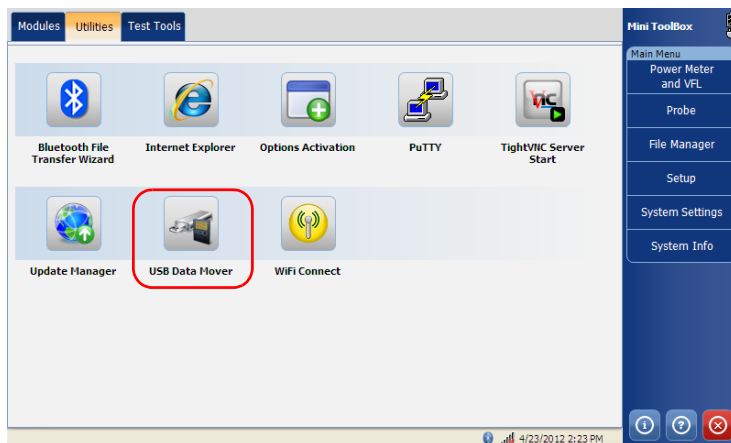 Modules Utilities Test Tools
Mini ToolBox
Main Menu
Power Meter
and VFL
Probe
File Manager
Setup
System Settings
System Info
Bluetooth File
Transfer Wizard
Internet Explorer
Options Activation
PuTTY
TightVNC Server
Start
Update Manager
USB Data Mover
WiFi Connect
4/23/2012 2:23 PM